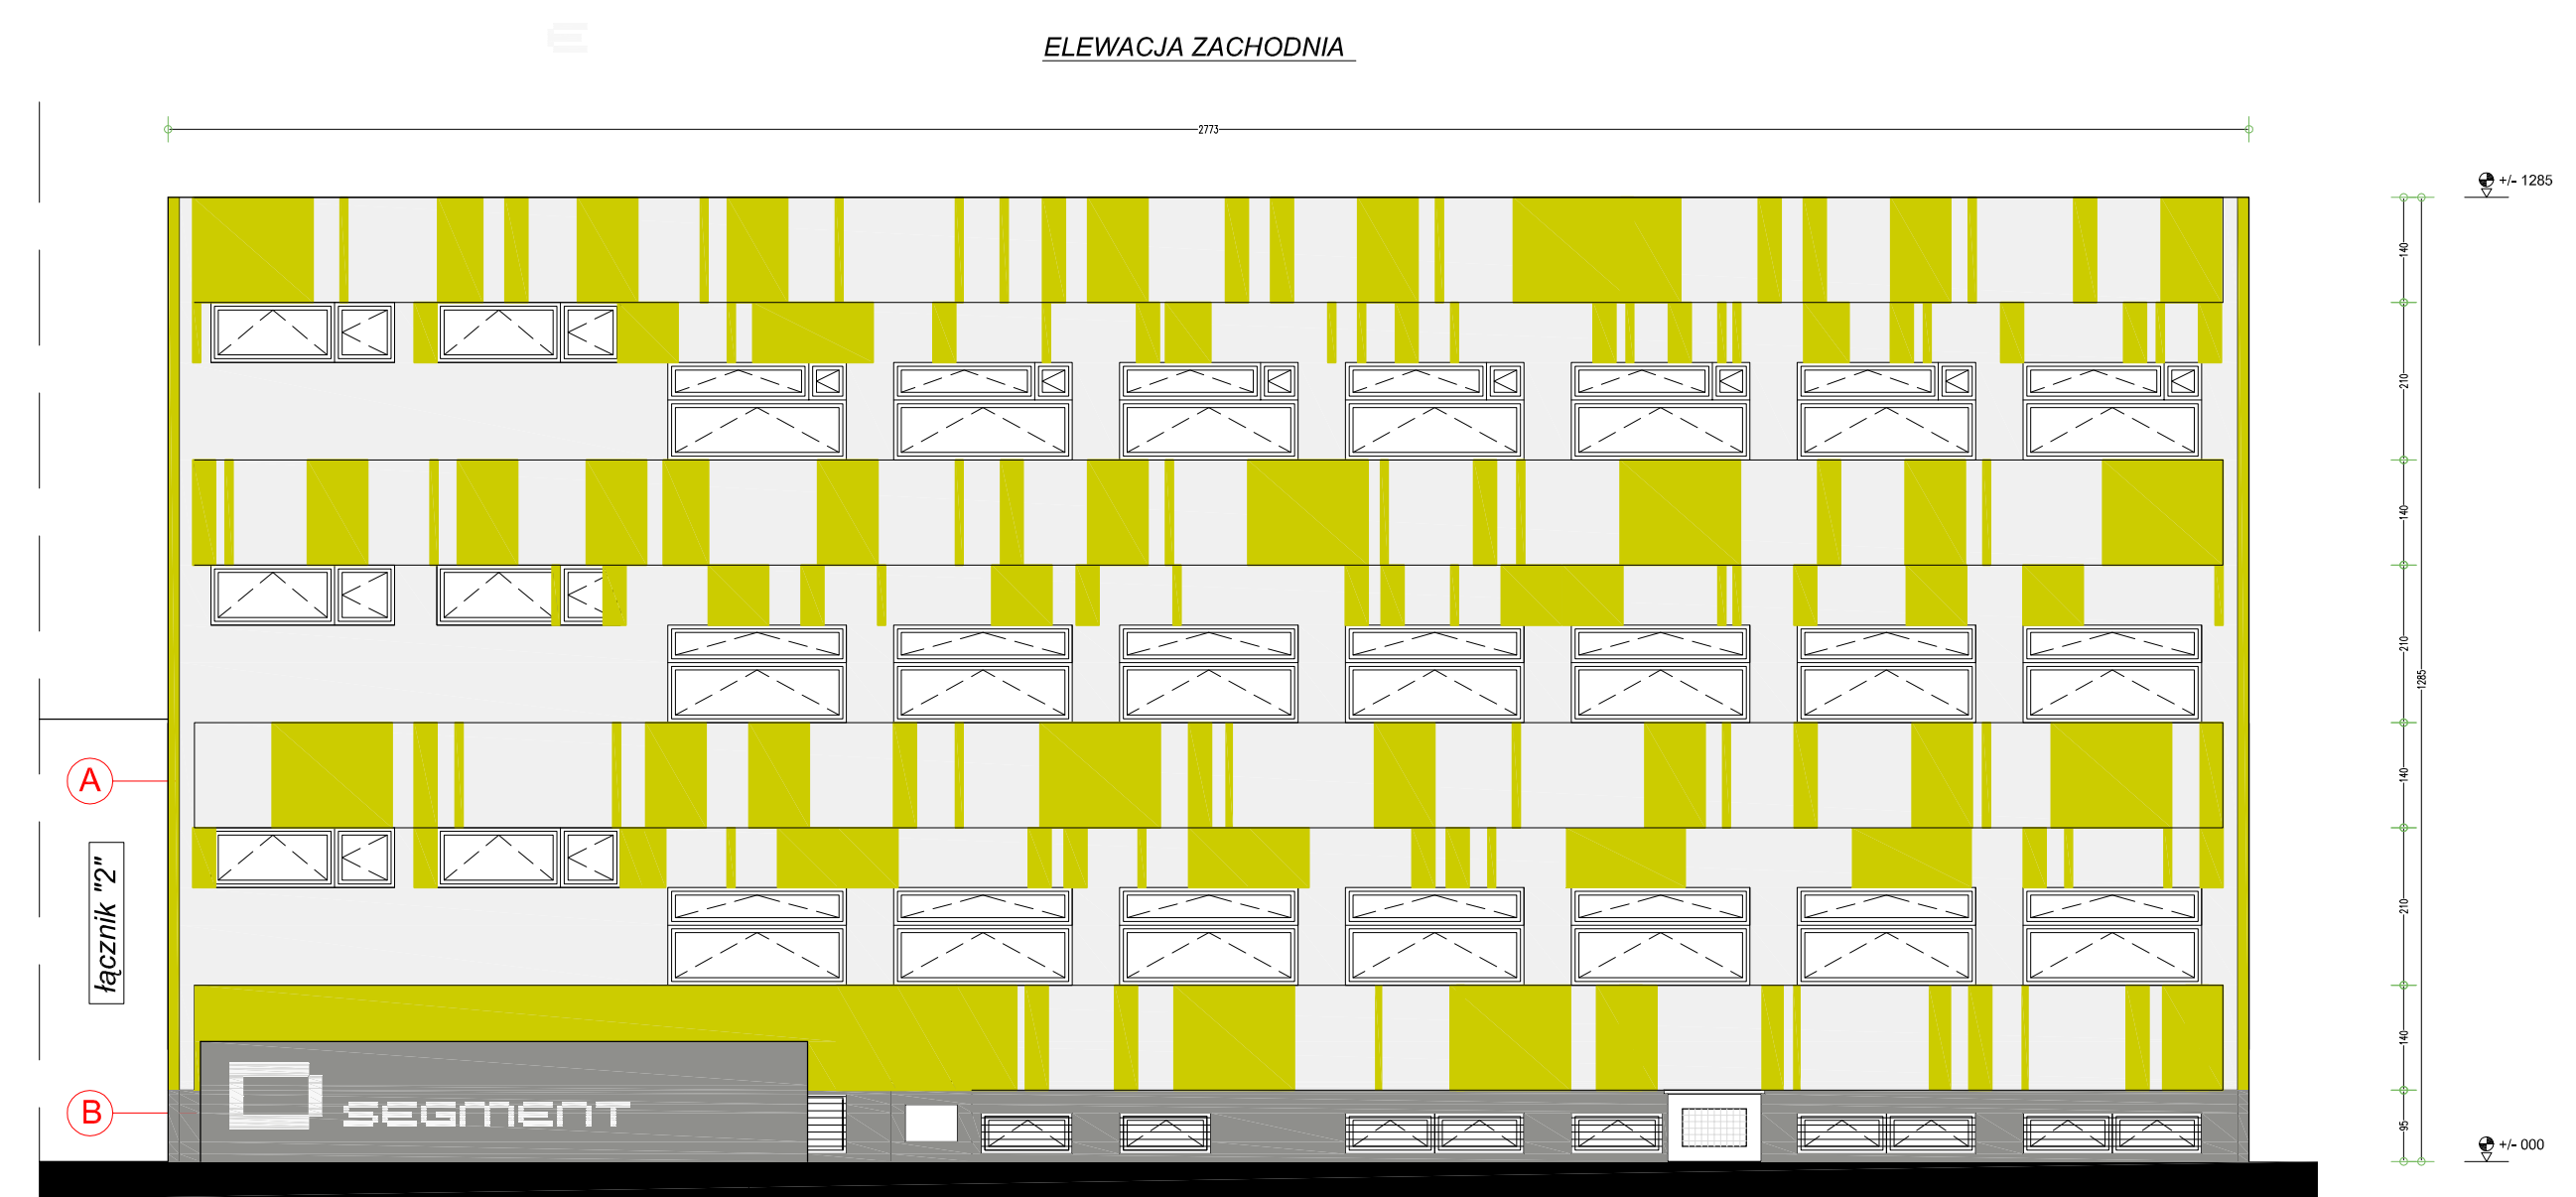 ELEWACJA ZACHODNIA
2773
+/- 1285
140
210
140
210
1285
140
210
140
95
A
łącznik "2"
B
D SEGMENT
+/- 000